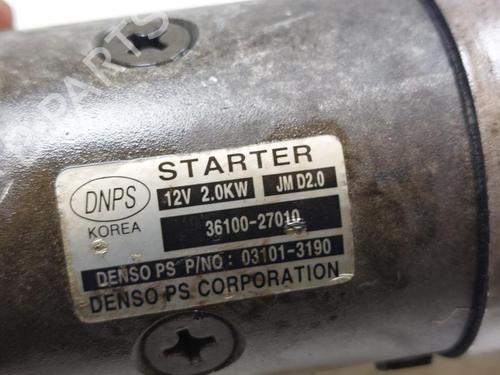 STARTER
DNPS
12V 2.0KW JM D2.0
KOREA
36100-27010
DENSO PS P/NO: 03101-3190
DENSO PS CORPORATION